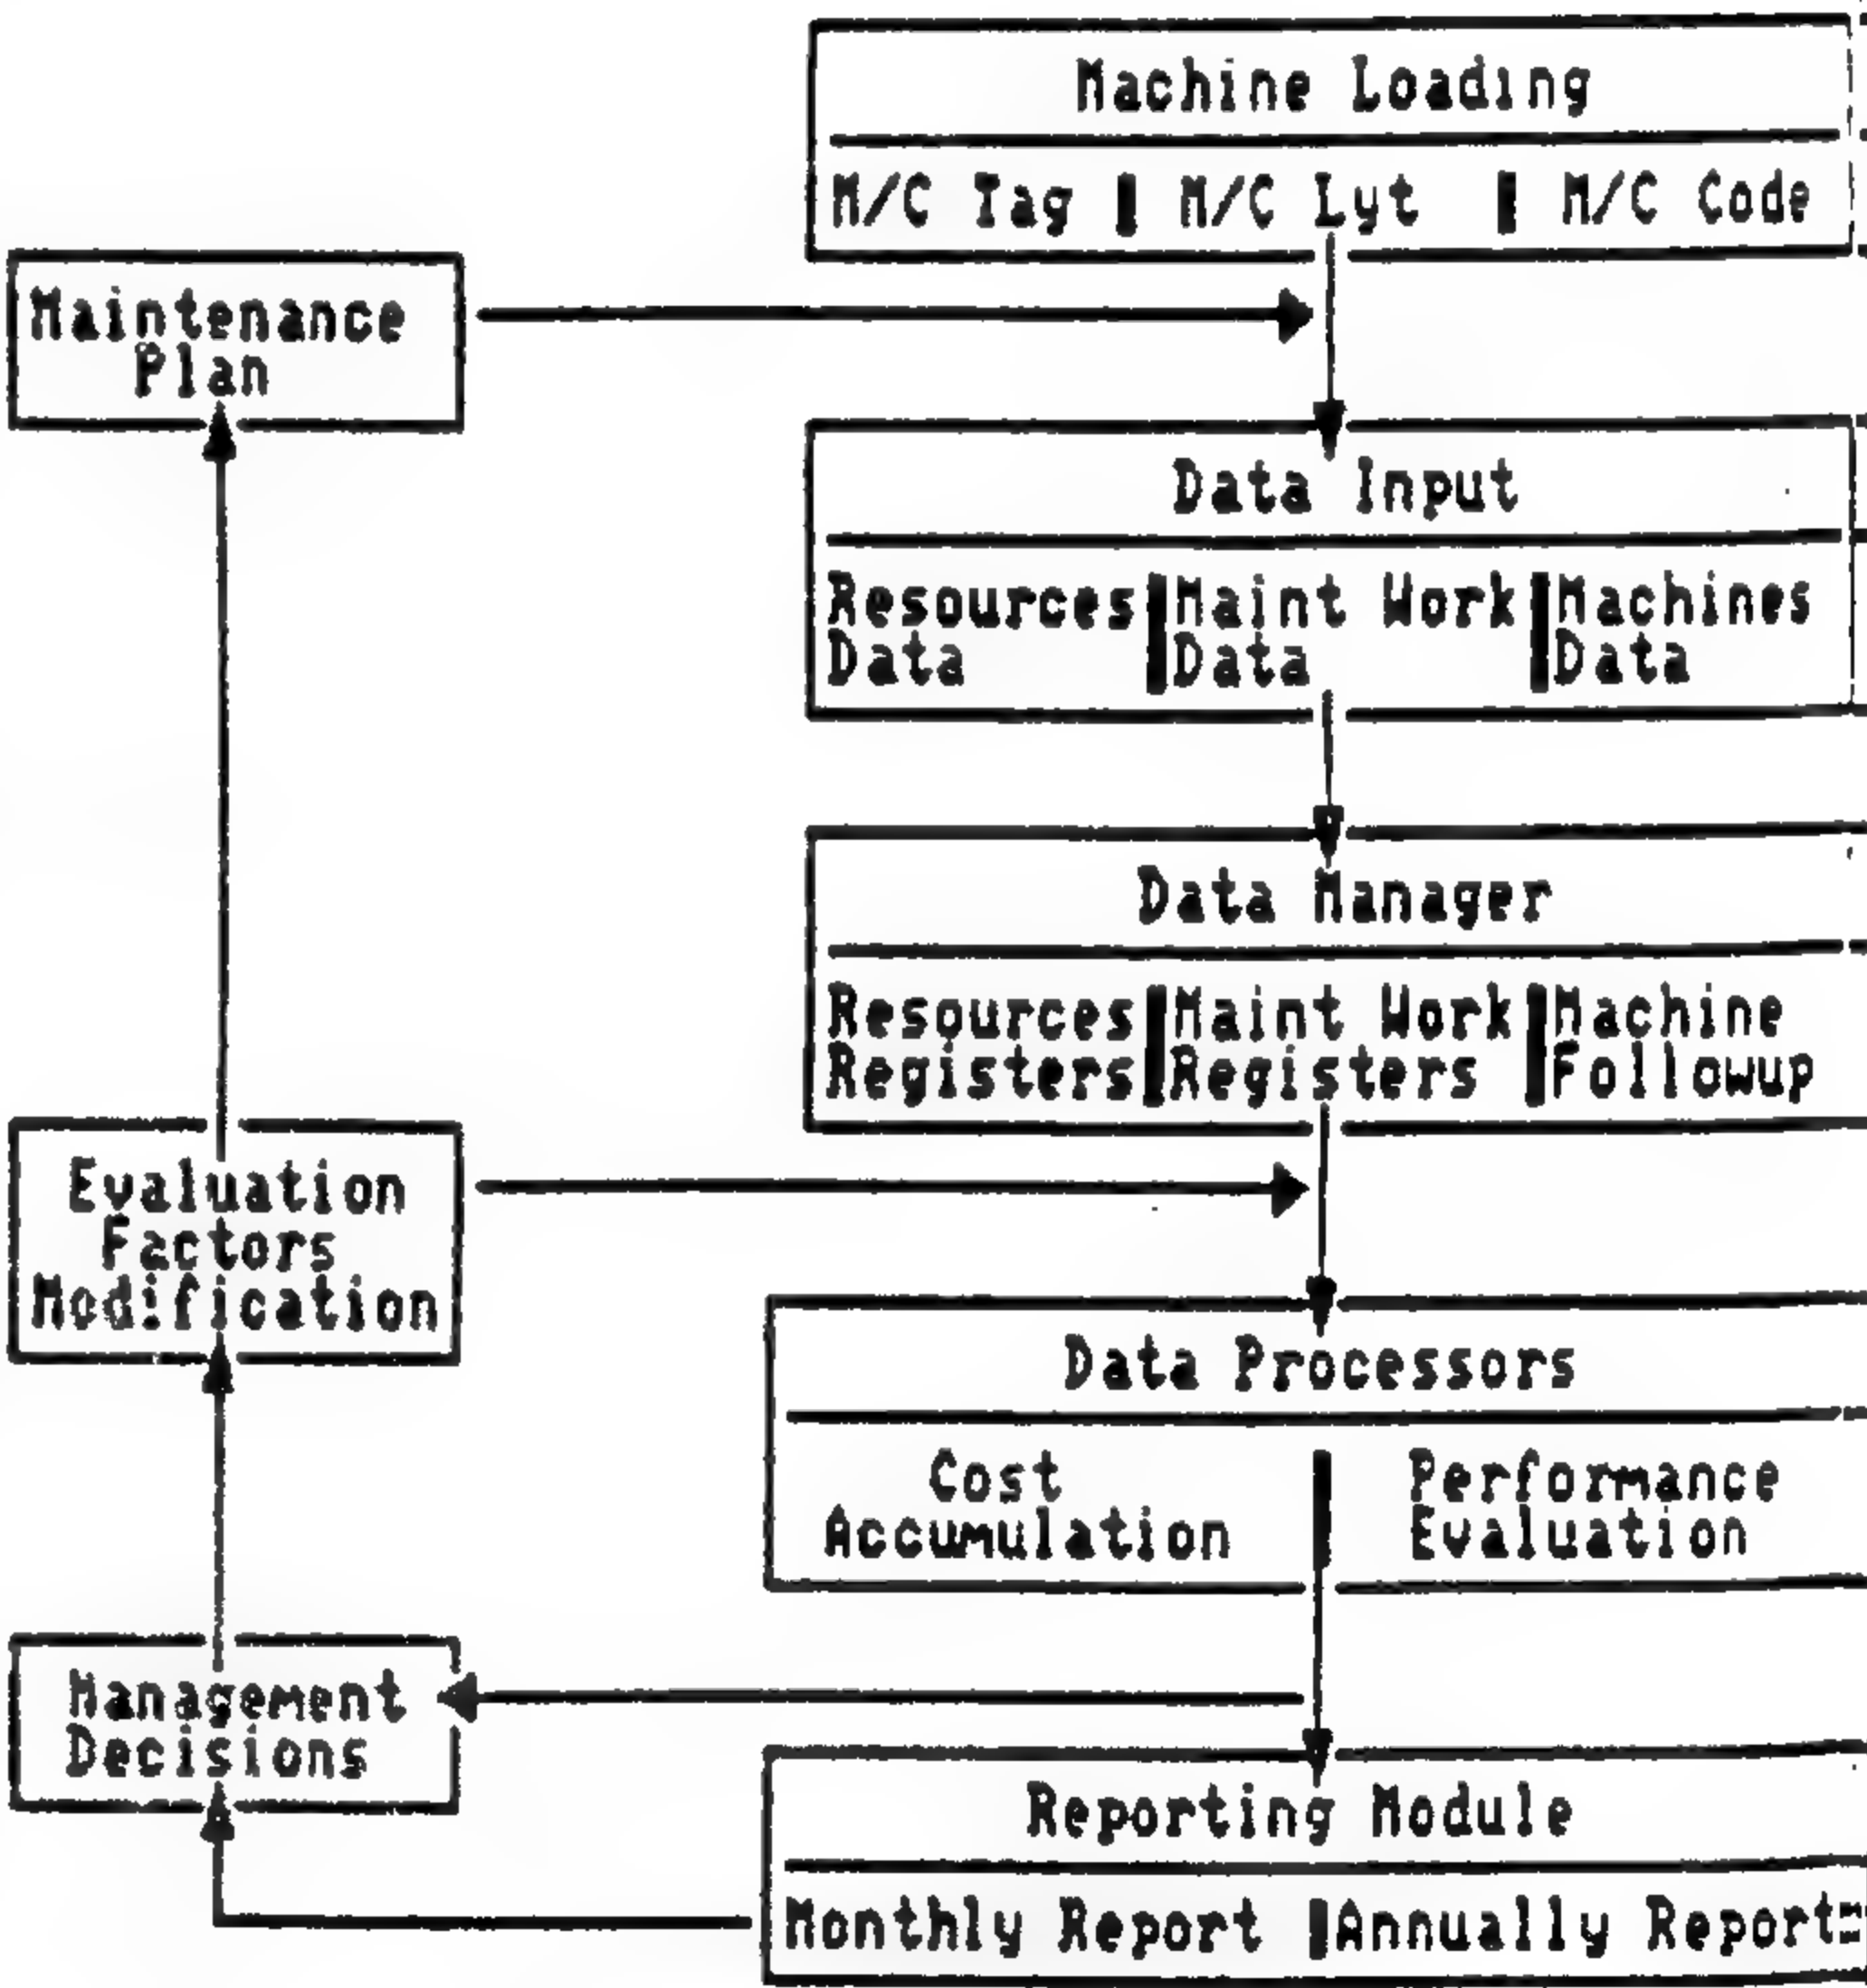 Machine Loading
M/C Tag | M/C Lyt | M/C Code
Maintenance
Plan
Data Input
Resources|Maint Work|Machines
Data |Data |Data
Data Manager
Resources|Maint Work|Machine
Registers|Registers |Followup
Evaluation
Factors
Modification
Data Processors
Cost | Performance
Accumulation | Evaluation
Management
Decisions
Reporting Module
Monthly Report |Annually Report